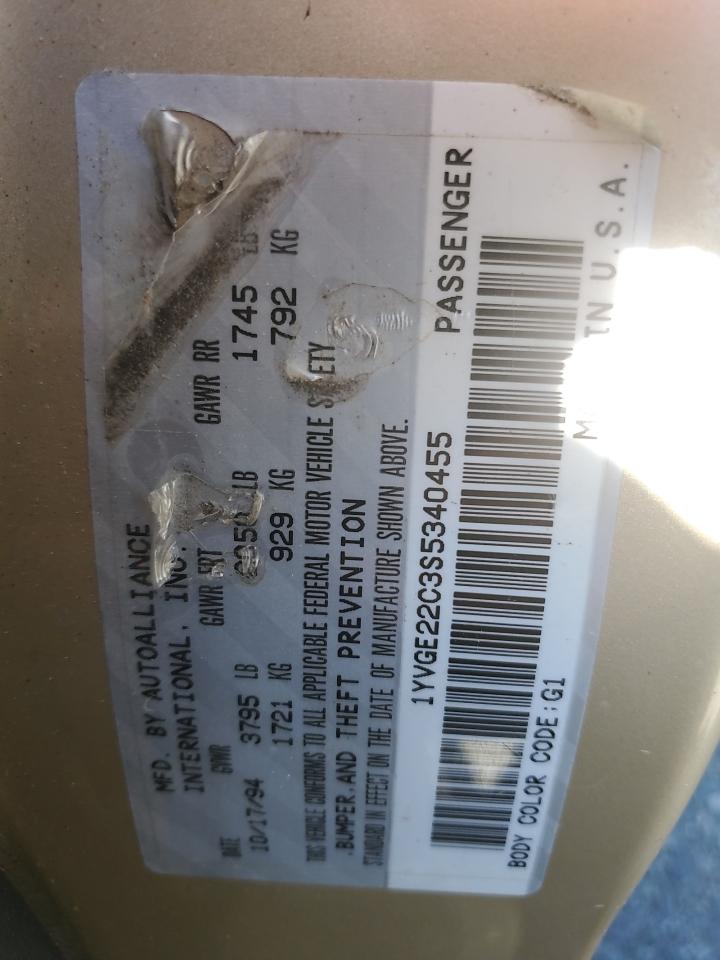 MFD. BY AUTOALLIANCE
INTERNATIONAL, INC.
DATE GVWR GAWR FRT GAWR RR
10/17/94 3795 LB LB 1745 LB
1721 KG 929 KG 792 KG
THIS VEHICLE CONFORMS TO ALL APPLICABLE FEDERAL MOTOR VEHICLE
,BUMPER,AND THEFT PREVENTION
STANDARD IN EFFECT ON THE DATE OF MANUFACTURE SHOWN ABOVE.
1YVGE22C3S5340455 PASSENGER
BODY COLOR CODE:G1 IN U.S.A.